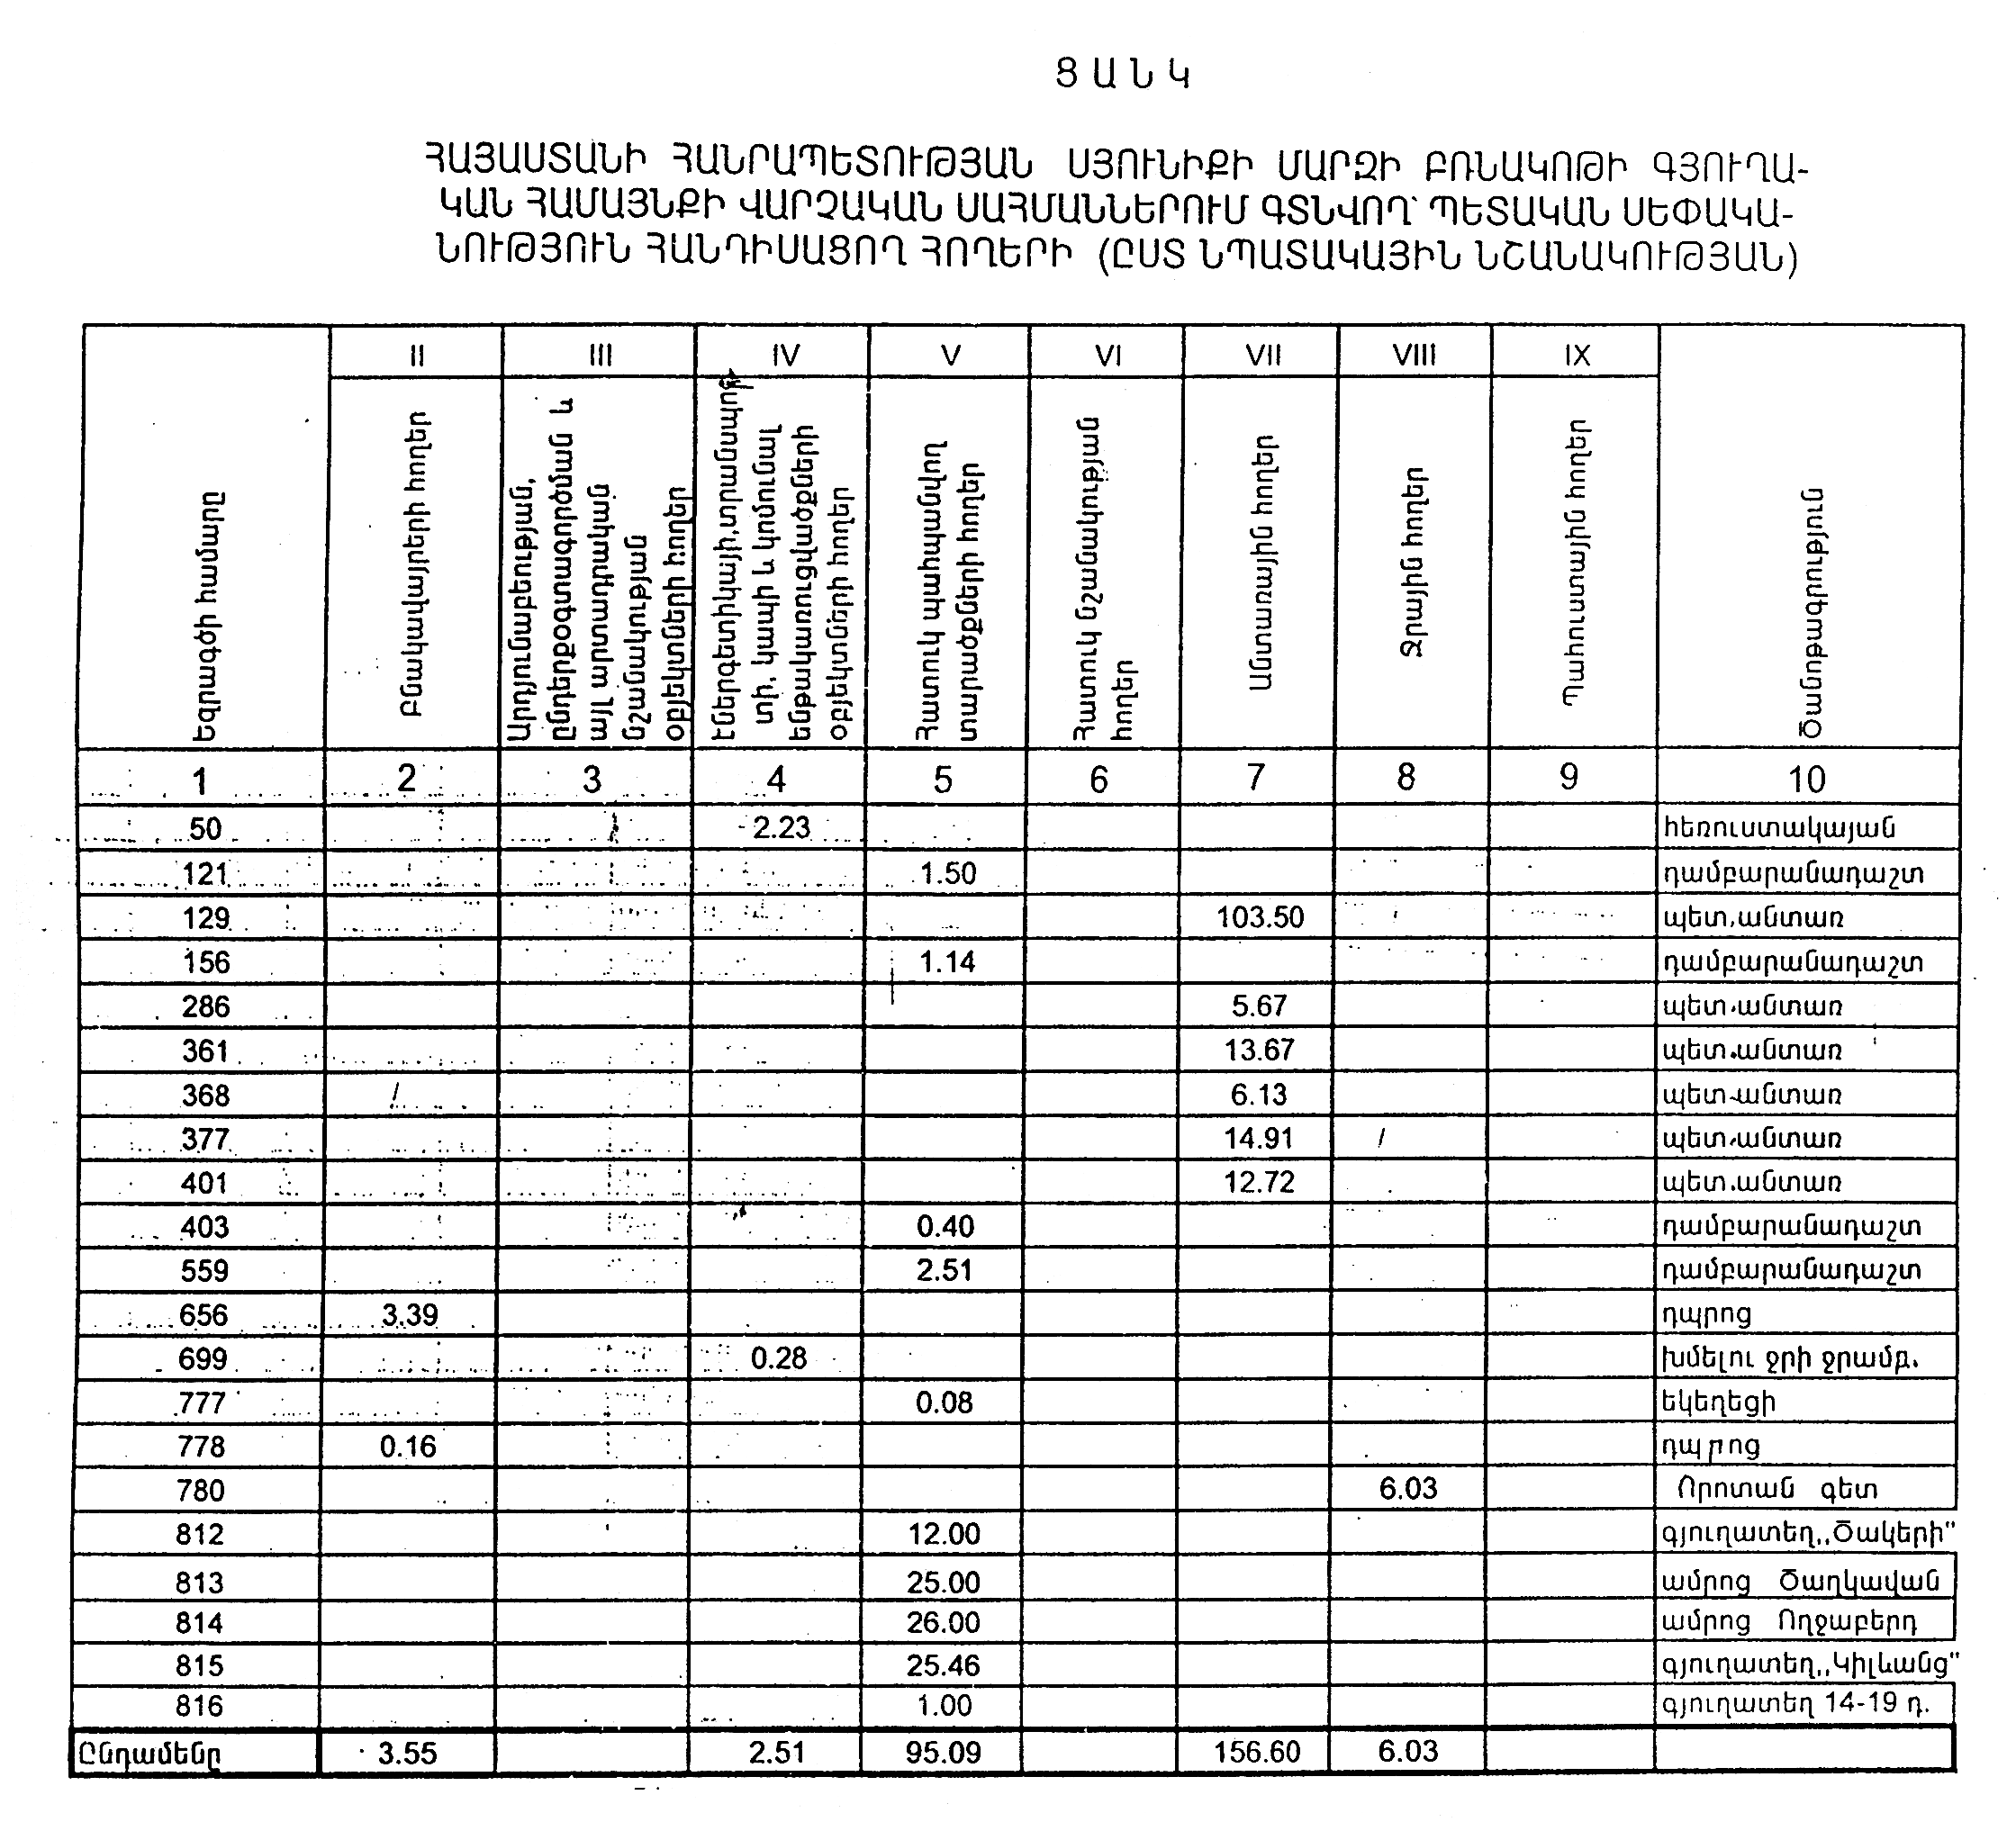 ՑԱՆԿ
ՀԱՅԱՍՏԱՆԻ ՀԱՆՐԱՊԵՏՈՒԹՅԱՆ ՍՅՈՒՆԻՔԻ ՄԱՐԶԻ ԲՌՆԱԿՈԹԻ ԳՅՈՒՂԱ-
ԿԱՆ ՀԱՄԱՅՆՔԻ ՎԱՐՉԱԿԱՆ ՍԱՀՄԱՆՆԵՐՈՒՄ ԳՏՆՎՈՂ՝ ՊԵՏԱԿԱՆ ՍԵՓԱԿԱ-
ՆՈՒԹՅՈՒՆ ՀԱՆԴԻՍԱՑՈՂ ՀՈՂԵՐԻ (ԸՍՏ ՆՊԱՏԱԿԱՅԻՆ ՆՇԱՆԱԿՈՒԹՅԱՆ)
II III IV V VI VII VIII IX
Եզրագծի համարը
Բնակավայրերի հողեր
Արդյունաբերության,
ընդերքօգտագործման և
այլ արտադրական
նշանակության
օբյեկտների հողեր
Էներգետիկայի,տրանսպոր
տի, կապի և կոմունալ
ենթակառուցվածքների
օբյեկտների հողեր
Հատուկ պահպանվող
տարածքների հողեր
Հատուկ նշանակության
հողեր
Անտառային հողեր
Ջրային հողեր
Պահուստային հողեր
Ծանոթագրություն
1 2 3 4 5 6 7 8 9 10
50 2.23 հեռուստակայան
121 1.50 դամբարանադաշտ
129 103.50 պետ.անտառ
156 1.14 դամբարանադաշտ
286 5.67 պետ.անտառ
361 13.67 պետ.անտառ
368 6.13 պետ.անտառ
377 14.91 պետ.անտառ
401 12.72 պետ.անտառ
403 0.40 դամբարանադաշտ
559 2.51 դամբարանադաշտ
656 3.39 դպրոց
699 0.28 խմելու ջրի ջրամբ.
777 0.08 եկեղեցի
778 0.16 դպրոց
780 6.03 Որոտան գետ
812 12.00 գյուղատեղ,,Ծակերի"
813 25.00 ամրոց Ծաղկավան
814 26.00 ամրոց Ողջաբերդ
815 25.46 գյուղատեղ,,Կիլևանց"
816 1.00 գյուղատեղ 14-19 դ.
Ընդամենը 3.55 2.51 95.09 156.60 6.03